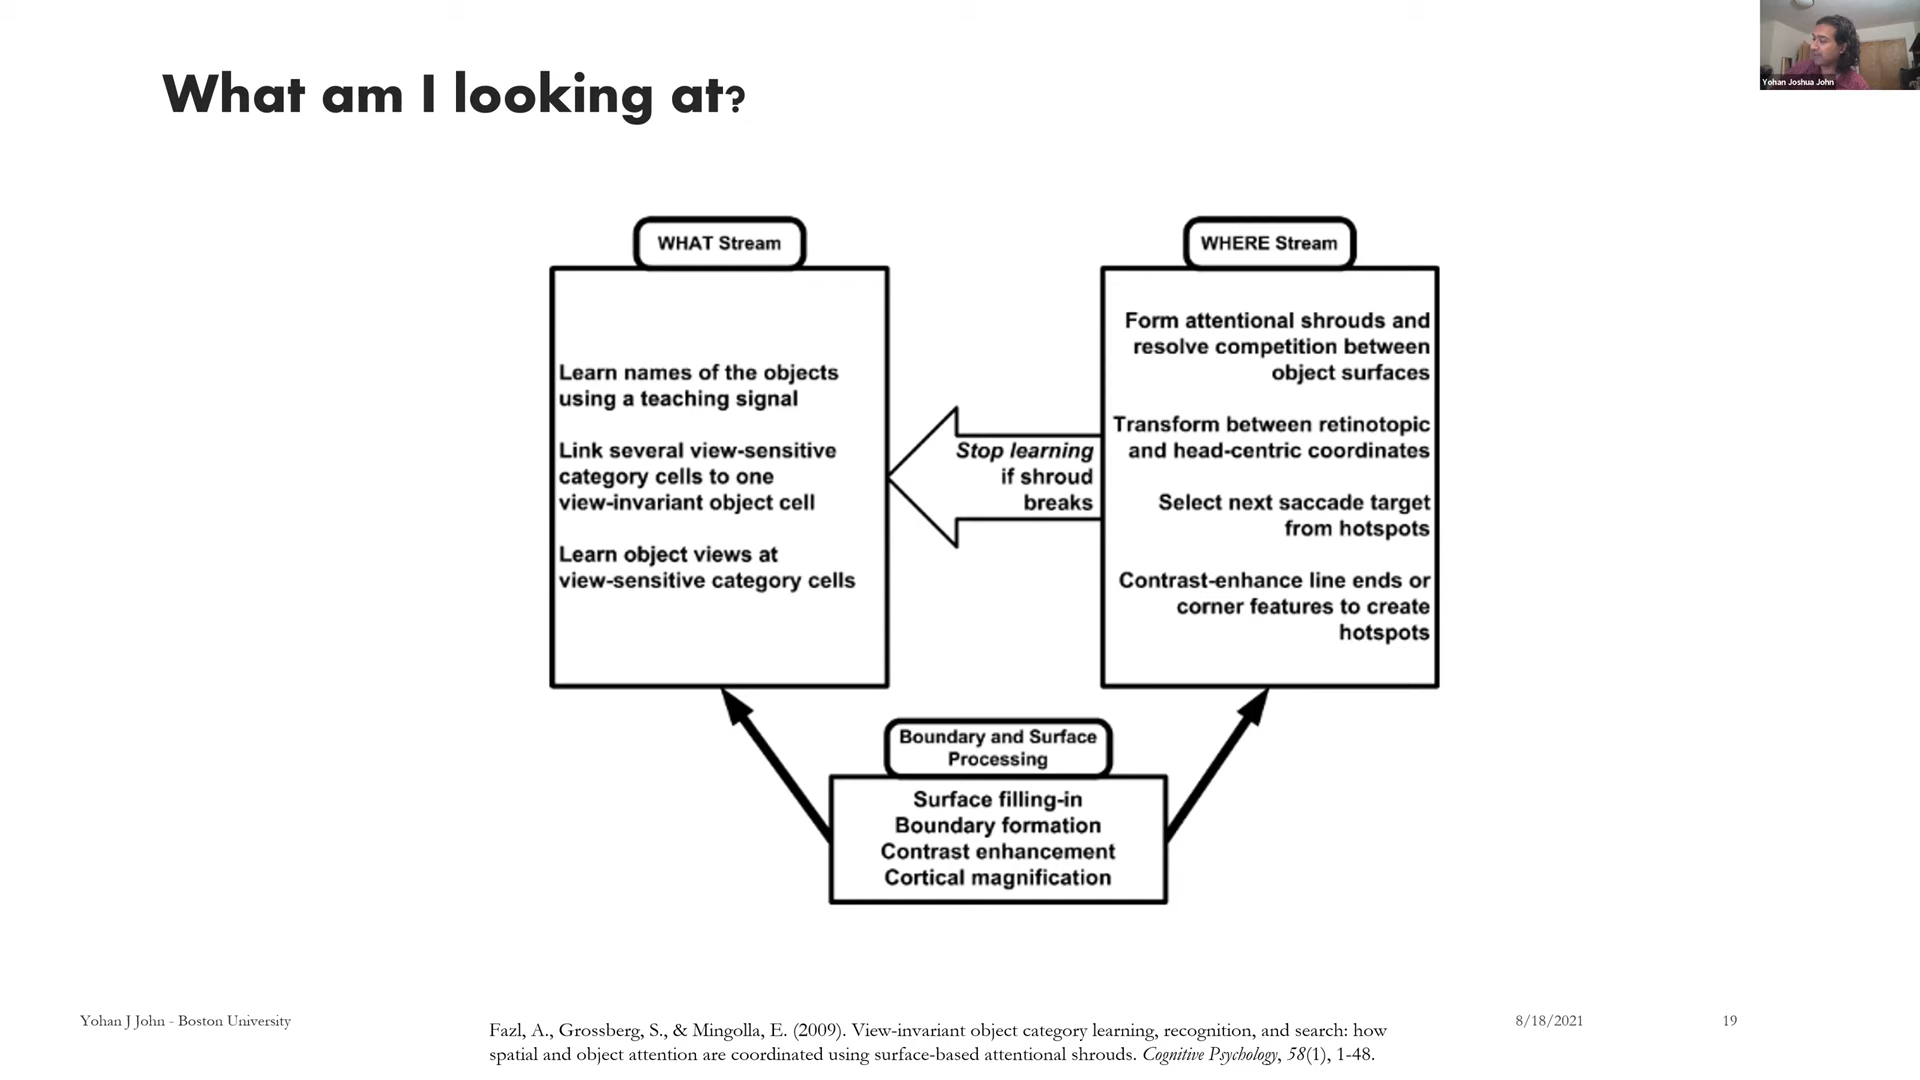 What am I looking at?
Yohan Joshua John
WHAT Stream
Learn names of the objects
using a teaching signal
Link several view-sensitive
category cells to one
view-invariant object cell
Learn object views at
view-sensitive category cells
Stop learning
if shroud
breaks
WHERE Stream
Form attentional shrouds and
resolve competition between
object surfaces
Transform between retinotopic
and head-centric coordinates
Select next saccade target
from hotspots
Contrast-enhance line ends or
corner features to create
hotspots
Boundary and Surface
Processing
Surface filling-in
Boundary formation
Contrast enhancement
Cortical magnification
Yohan J John - Boston University
Fazl, A., Grossberg, S., & Mingolla, E. (2009). View-invariant object category learning, recognition, and search: how
spatial and object attention are coordinated using surface-based attentional shrouds. Cognitive Psychology, 58(1), 1-48.
8/18/2021
19